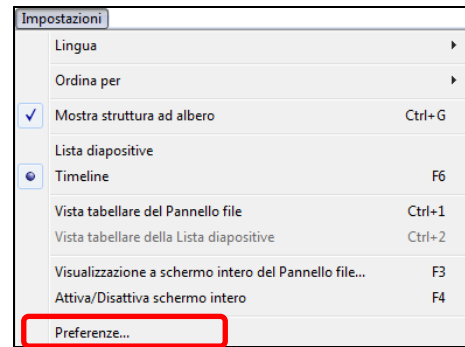 Impostazioni
Lingua
Ordina per
Mostra struttura ad albero Ctrl+G
Lista diapositive
Timeline F6
Vista tabellare del Pannello file Ctrl+1
Vista tabellare della Lista diapositive Ctrl+2
Visualizzazione a schermo intero del Pannello file... F3
Attiva/Disattiva schermo intero F4
Preferenze...